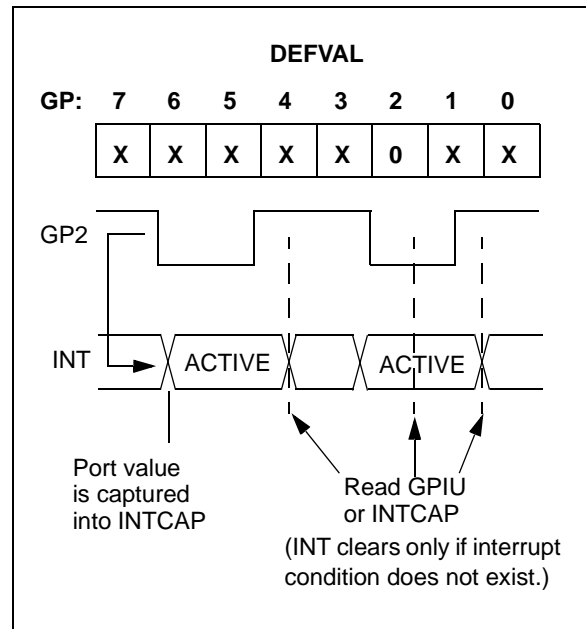 DEFVAL
GP: 7 6 5 4 3 2 1 0
X X X X X 0 X X
GP2
INT ACTIVE ACTIVE
Port value
is captured
into INTCAP
Read GPIU
or INTCAP
(INT clears only if interrupt
condition does not exist.)